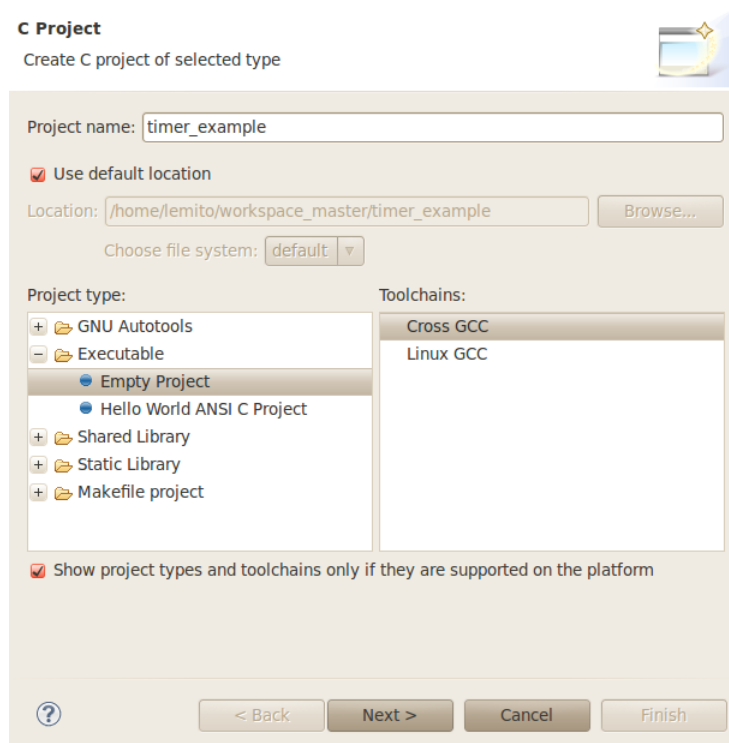 C Project
Create C project of selected type
Project name: timer_example
Use default location
Location: /home/lemito/workspace_master/timer_example Browse...
Choose file system: default
Project type: Toolchains:
GNU Autotools Cross GCC
Executable Linux GCC
Empty Project
Hello World ANSI C Project
Shared Library
Static Library
Makefile project
Show project types and toolchains only if they are supported on the platform
? < Back Next > Cancel Finish